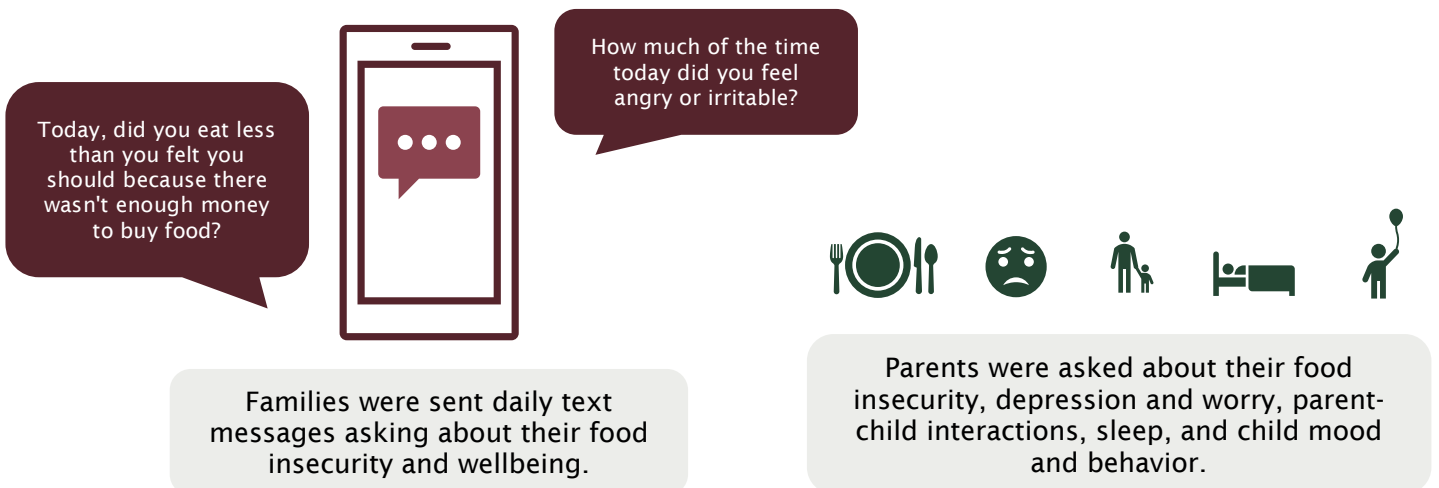 How much of the time
today did you feel
angry or irritable?
Today, did you eat less
than you felt you
should because there
wasn't enough money
to buy food?
Families were sent daily text
messages asking about their food
insecurity and wellbeing.
Parents were asked about their food
insecurity, depression and worry, parent-
child interactions, sleep, and child mood
and behavior.